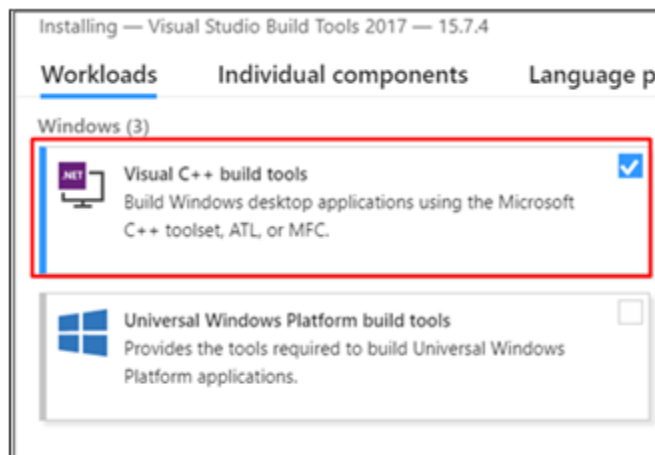 Installing — Visual Studio Build Tools 2017 — 15.7.4
Workloads Individual components Language p
Windows (3)
.NET
Visual C++ build tools
Build Windows desktop applications using the Microsoft
C++ toolset, ATL, or MFC.
Universal Windows Platform build tools
Provides the tools required to build Universal Windows
Platform applications.